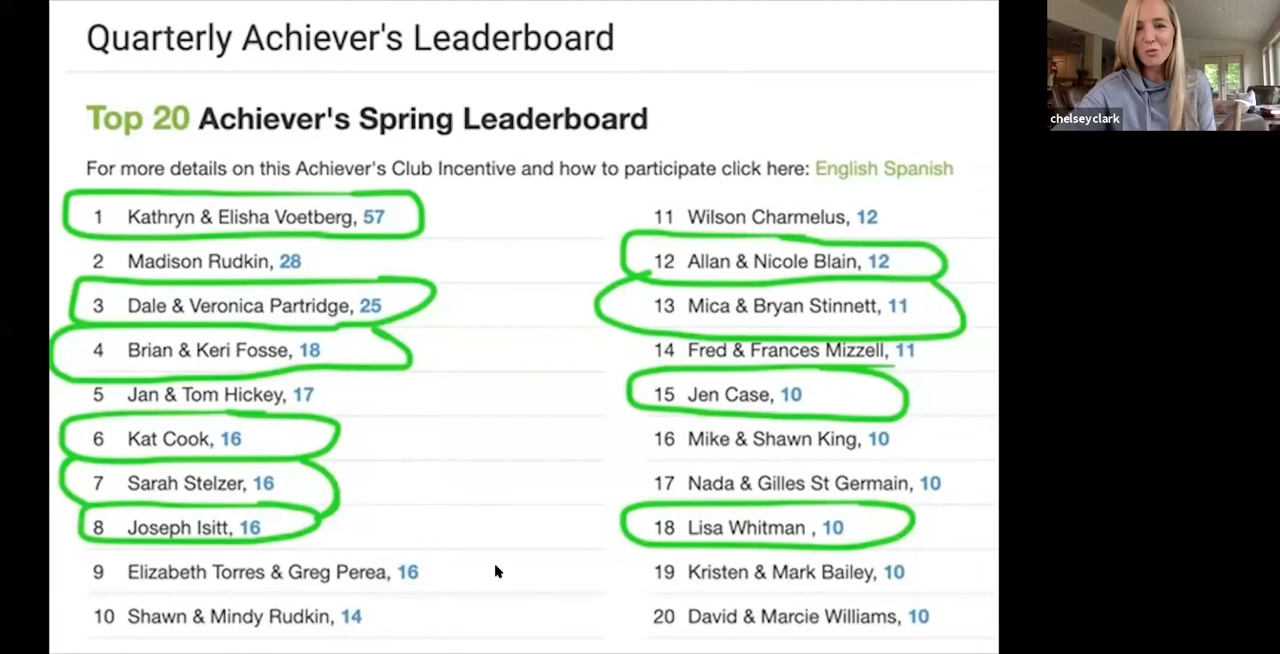 Quarterly Achiever's Leaderboard
Top 20 Achiever's Spring Leaderboard
For more details on this Achiever's Club Incentive and how to participate click here: English Spanish
1 Kathryn & Elisha Voetberg, 57
2 Madison Rudkin, 28
3 Dale & Veronica Partridge, 25
4 Brian & Keri Fosse, 18
5 Jan & Tom Hickey, 17
6 Kat Cook, 16
7 Sarah Stelzer, 16
8 Joseph Isitt, 16
9 Elizabeth Torres & Greg Perea, 16
10 Shawn & Mindy Rudkin, 14
11 Wilson Charmelus, 12
12 Allan & Nicole Blain, 12
13 Mica & Bryan Stinnett, 11
14 Fred & Frances Mizzell, 11
15 Jen Case, 10
16 Mike & Shawn King, 10
17 Nada & Gilles St Germain, 10
18 Lisa Whitman , 10
19 Kristen & Mark Bailey, 10
20 David & Marcie Williams, 10
chelseyclark